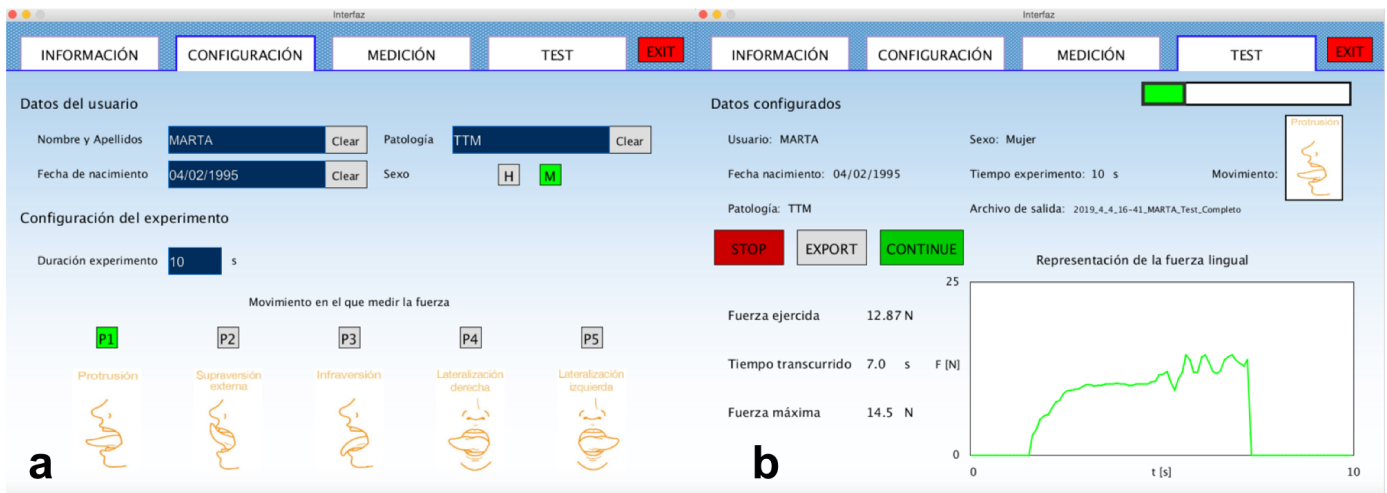 Interfaz
INFORMACIÓN CONFIGURACIÓN MEDICIÓN TEST EXIT
Datos del usuario
Nombre y Apellidos MARTA Clear Patología TTM Clear
Fecha de nacimiento 04/02/1995 Clear Sexo H M
Configuración del experimento
Duración experimento 10 s
Movimiento en el que medir la fuerza
P1 P2 P3 P4 P5
Protrusión Supraversión externa Infraversión Lateralización derecha Lateralización izquierda
a
Interfaz
INFORMACIÓN CONFIGURACIÓN MEDICIÓN TEST EXIT
Datos configurados
Usuario: MARTA Sexo: Mujer
Protrusión
Fecha nacimiento: 04/02/1995 Tiempo experimento: 10 s Movimiento:
Patología: TTM Archivo de salida: 2019_4_4_16-41_MARTA_Test_Completo
STOP EXPORT CONTINUE
Representación de la fuerza lingual
25
Fuerza ejercida 12.87 N
Tiempo transcurrido 7.0 s F [N]
Fuerza máxima 14.5 N
0
0 t [s] 10
b